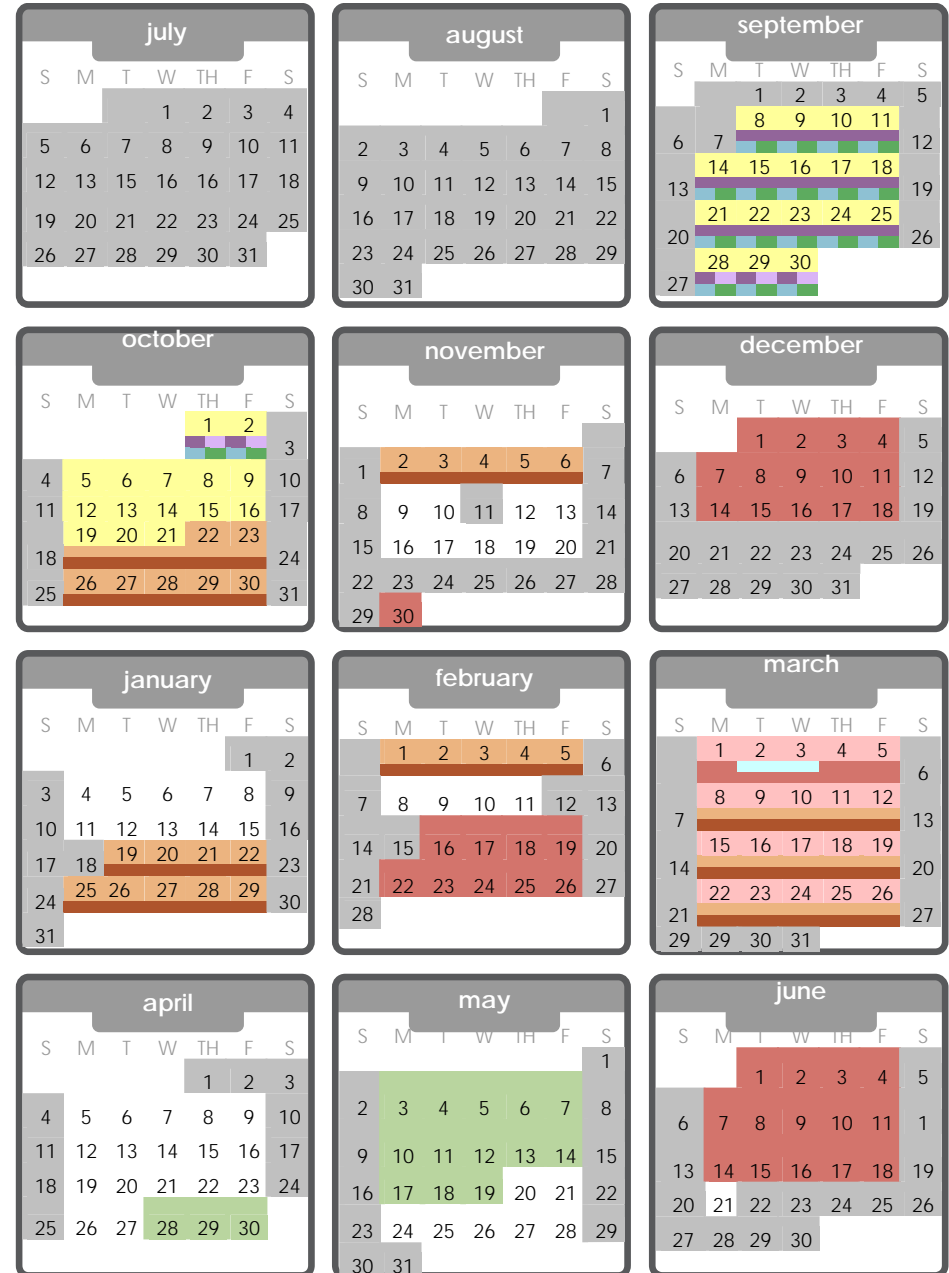 july
S M T W TH F S
1 2 3 4
5 6 7 8 9 10 11
12 13 15 16 16 17 18
19 20 21 22 23 24 25
26 27 28 29 30 31
august
S M T W TH F S
1
2 3 4 5 6 7 8
9 10 11 12 13 14 15
16 17 18 19 20 21 22
23 24 25 26 27 28 29
30 31
september
S M T W TH F S
1 2 3 4 5
6 7 8 9 10 11 12
13 14 15 16 17 18 19
20 21 22 23 24 25 26
27 28 29 30
october
S M T W TH F S
1 2 3
4 5 6 7 8 9 10
11 12 13 14 15 16 17
18 19 20 21 22 23 24
25 26 27 28 29 30 31
november
S M T W TH F S
1 2 3 4 5 6 7
8 9 10 11 12 13 14
15 16 17 18 19 20 21
22 23 24 25 26 27 28
29 30
december
S M T W TH F S
1 2 3 4 5
6 7 8 9 10 11 12
13 14 15 16 17 18 19
20 21 22 23 24 25 26
27 28 29 30 31
january
S M T W TH F S
1 2
3 4 5 6 7 8 9
10 11 12 13 14 15 16
17 18 19 20 21 22 23
24 25 26 27 28 29 30
31
february
S M T W TH F S
1 2 3 4 5 6
7 8 9 10 11 12 13
14 15 16 17 18 19 20
21 22 23 24 25 26 27
28
march
S M T W TH F S
1 2 3 4 5 6
7 8 9 10 11 12 13
14 15 16 17 18 19 20
21 22 23 24 25 26 27
29 29 30 31
april
S M T W TH F S
1 2 3
4 5 6 7 8 9 10
11 12 13 14 15 16 17
18 19 20 21 22 23 24
25 26 27 28 29 30
may
S M T W TH F S
1
2 3 4 5 6 7 8
9 10 11 12 13 14 15
16 17 18 19 20 21 22
23 24 25 26 27 28 29
30 31
june
S M T W TH F S
1 2 3 4 5
6 7 8 9 10 11 1
13 14 15 16 17 18 19
20 21 22 23 24 25 26
27 28 29 30